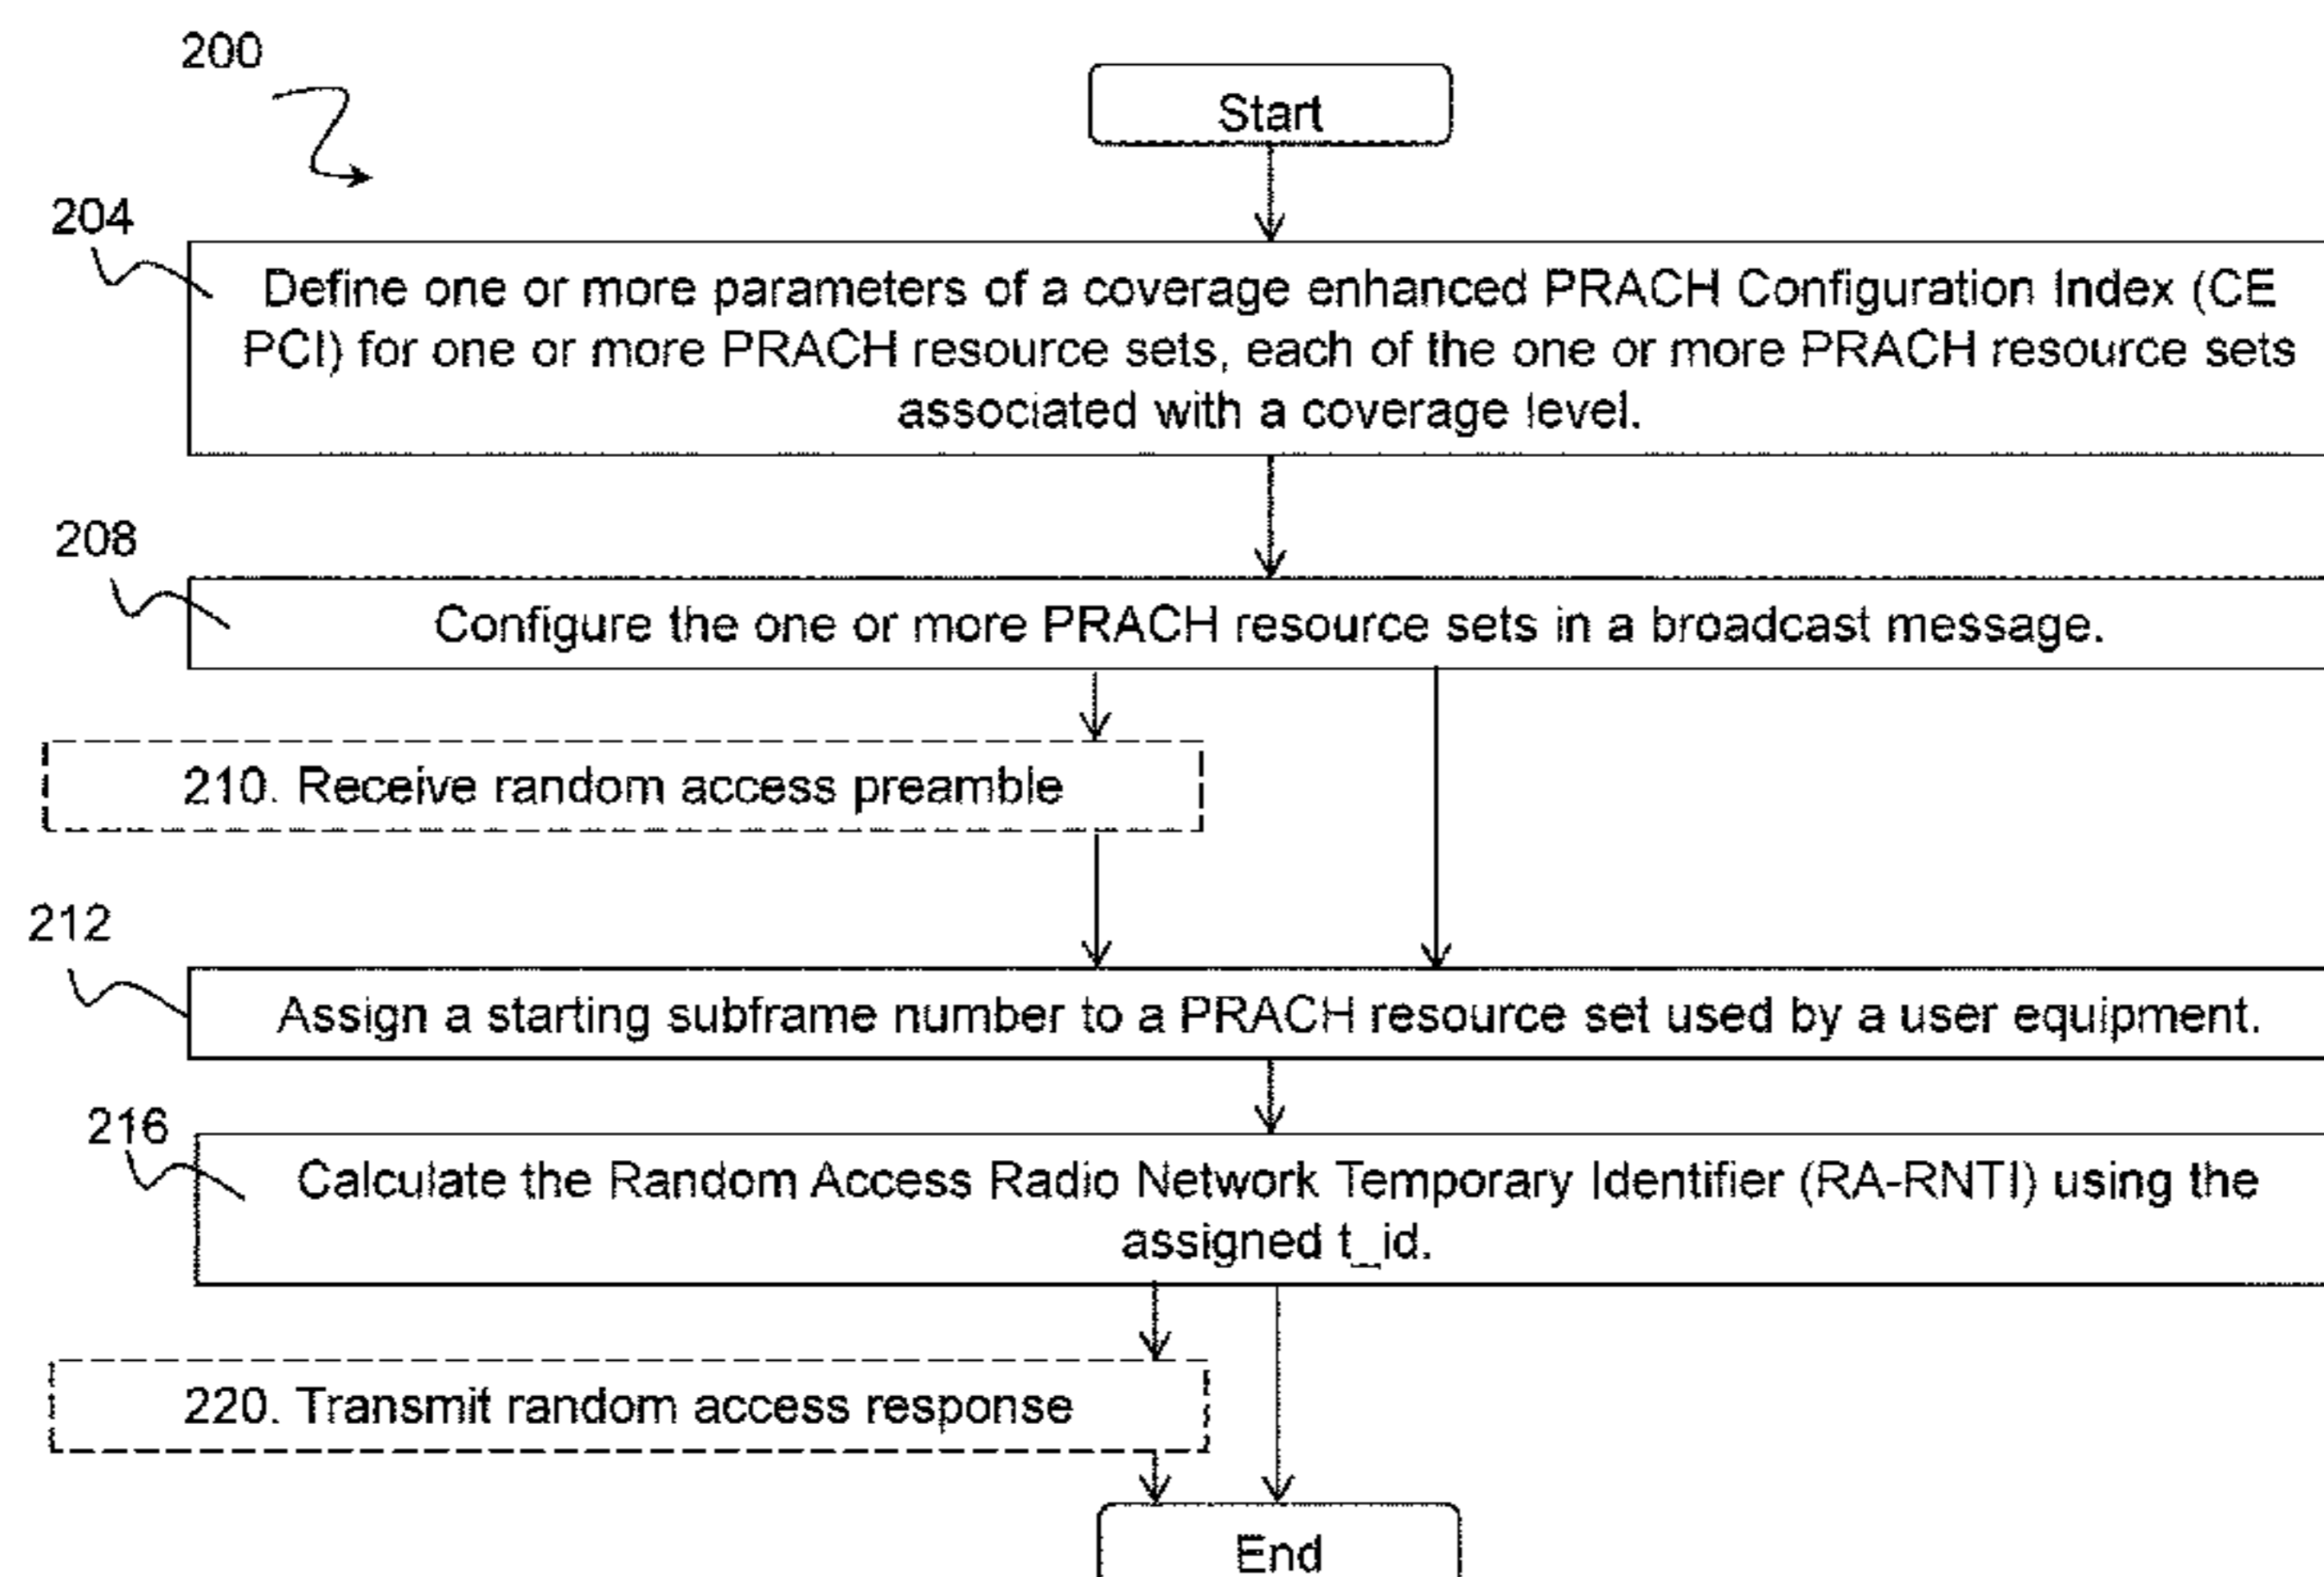 200
Start
204
Define one or more parameters of a coverage enhanced PRACH Configuration Index (CE
PCI) for one or more PRACH resource sets, each of the one or more PRACH resource sets
associated with a coverage level.
208
Configure the one or more PRACH resource sets in a broadcast message.
210. Receive random access preamble
212
Assign a starting subframe number to a PRACH resource set used by a user equipment.
216
Calculate the Random Access Radio Network Temporary Identifier (RA-RNTI) using the
assigned t_id.
220. Transmit random access response
End